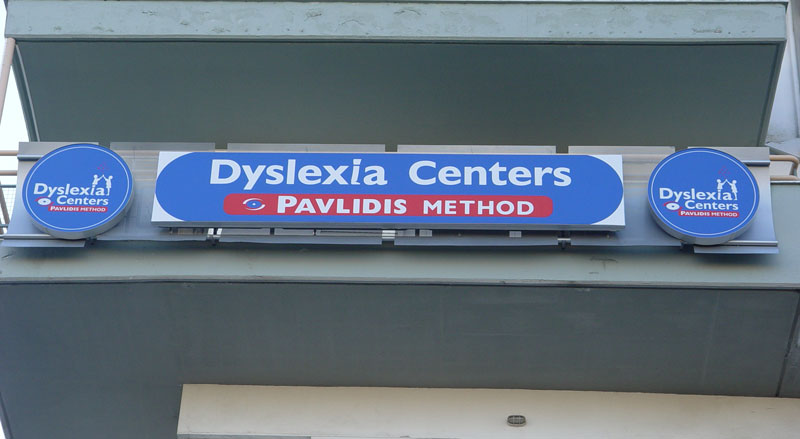 Dyslexia
Centers
PAVLIDIS METHOD
Dyslexia Centers
PAVLIDIS METHOD
Dyslexia
Centers
PAVLIDIS METHOD